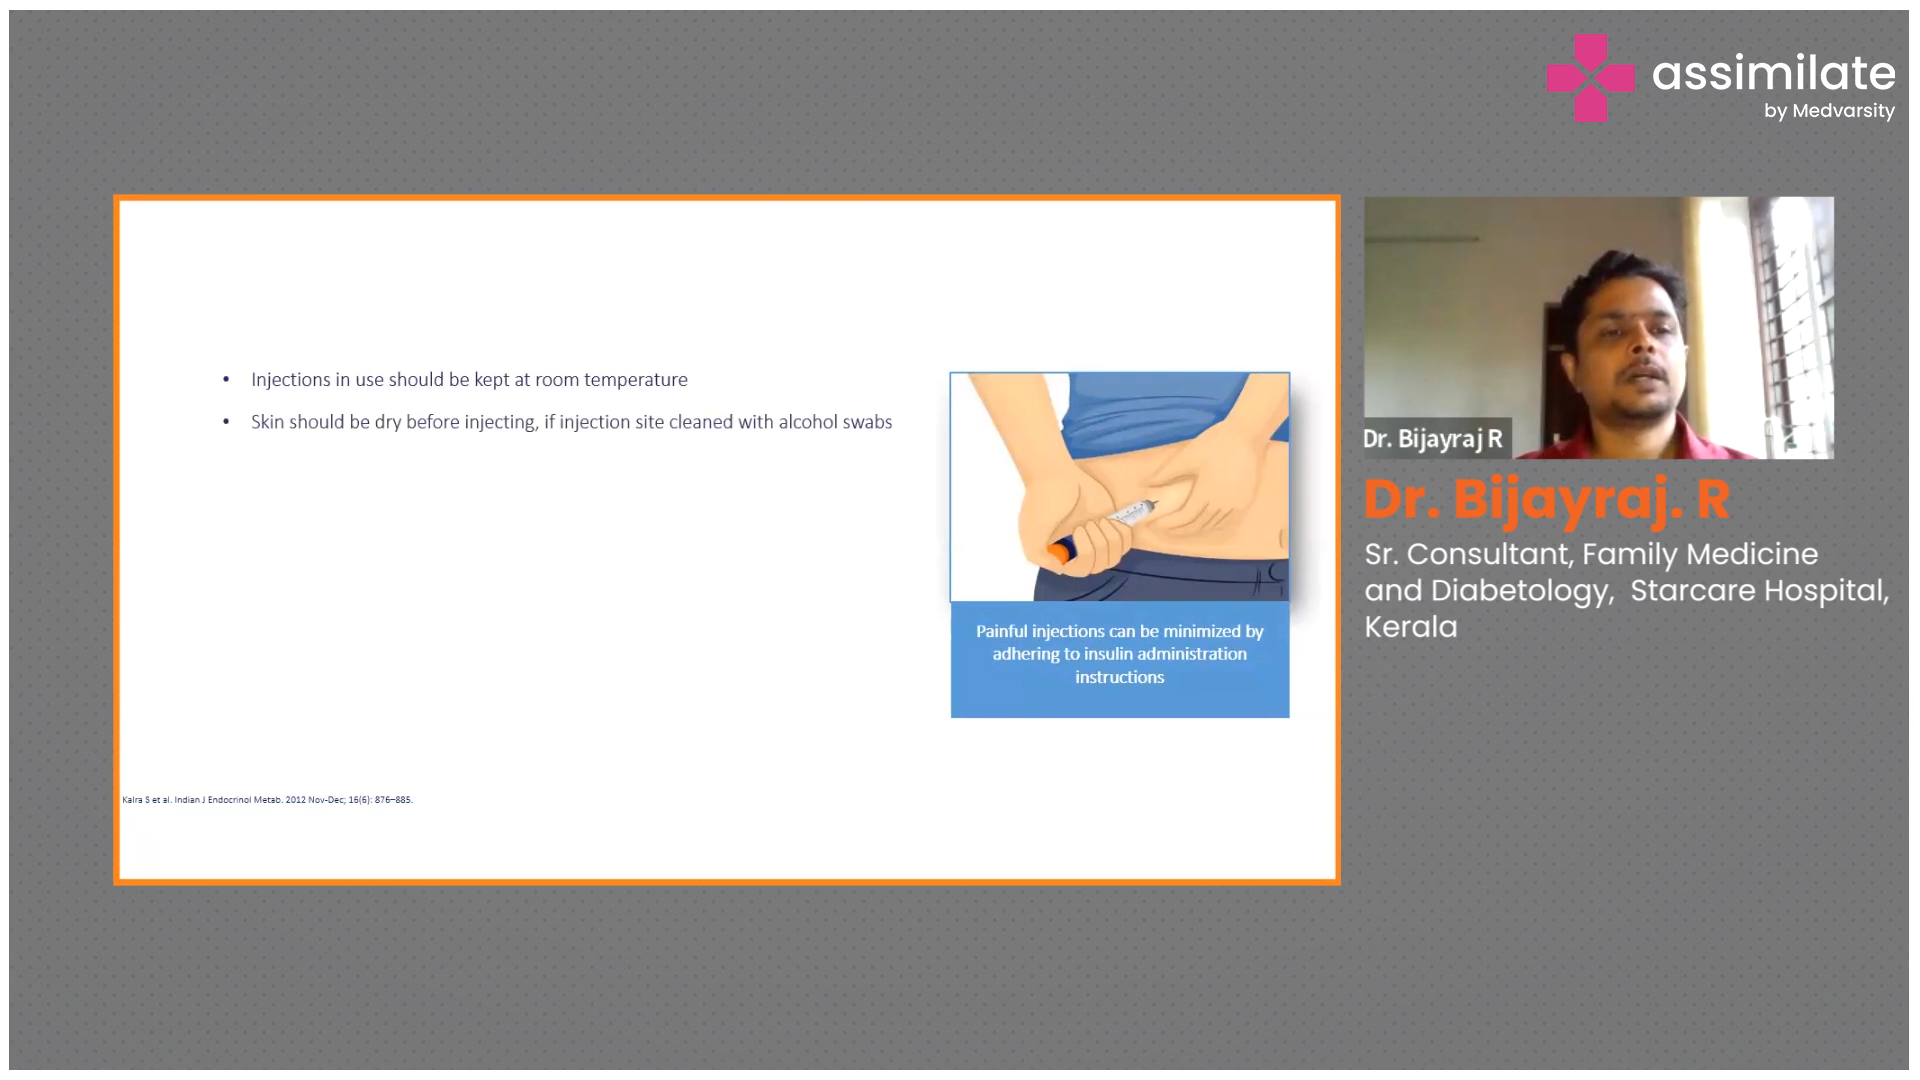 assimilate
by Medvarsity
• Injections in use should be kept at room temperature
• Skin should be dry before injecting, if injection site cleaned with alcohol swabs
Painful injections can be minimized by
adhering to insulin administration
instructions
Kalra S et al. Indian J Endocrinol Metab. 2012 Nov-Dec; 16(6): 876–885.
Dr. Bijayraj R
Dr. Bijayraj. R
Sr. Consultant, Family Medicine
and Diabetology, Starcare Hospital,
Kerala